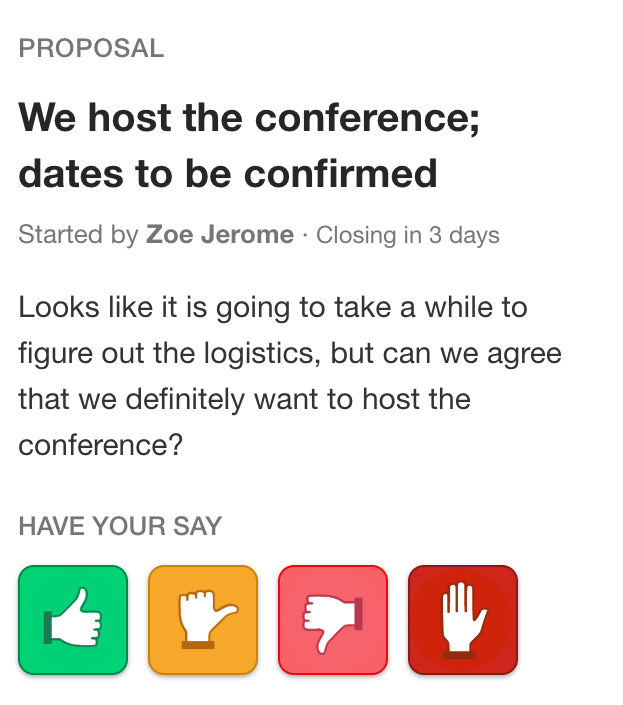 PROPOSAL
We host the conference;
dates to be confirmed
Started by Zoe Jerome · Closing in 3 days
Looks like it is going to take a while to
figure out the logistics, but can we agree
that we definitely want to host the
conference?
HAVE YOUR SAY